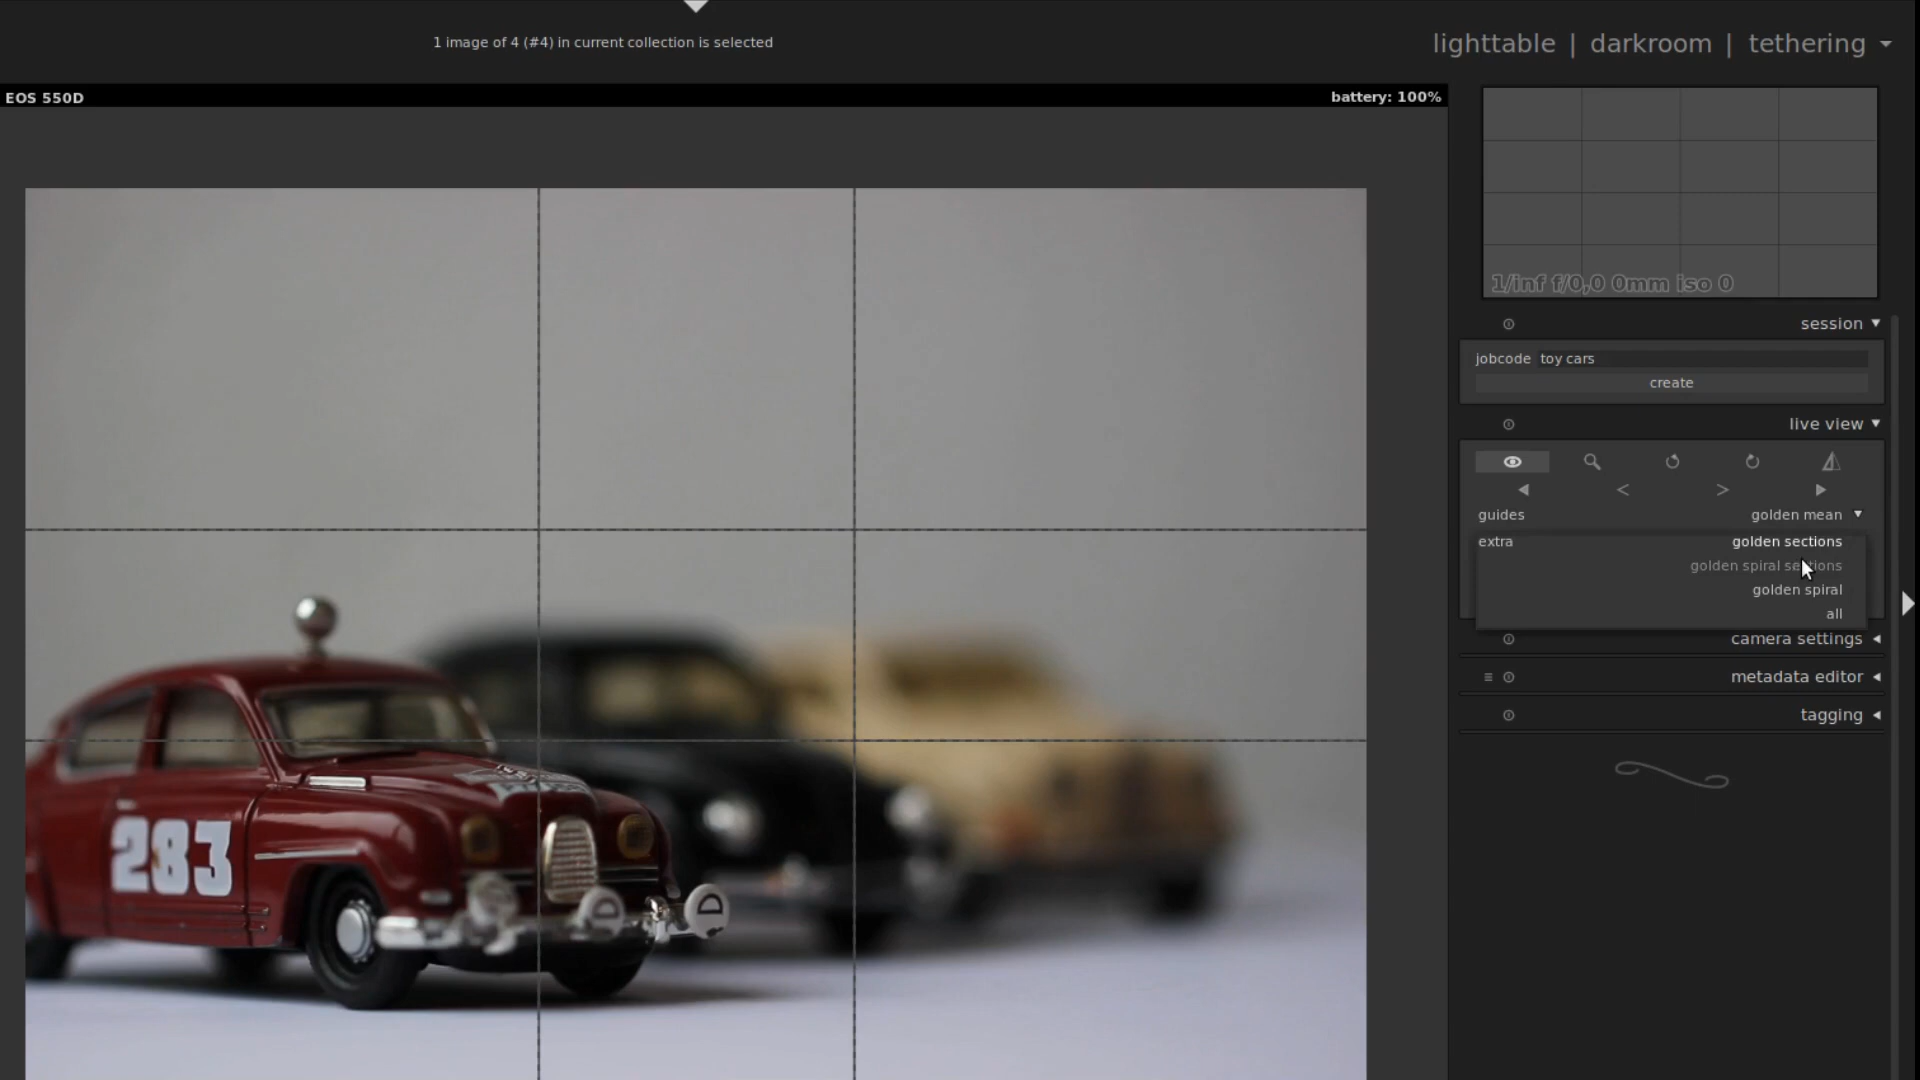 1 image of 4 (#4) in current collection is selected
lighttable | darkroom | tethering
EOS 550D
battery: 100%
1/inf f/0,0 0mm iso 0
session
jobcode toy cars
create
live view
< >
guides golden mean
extra golden sections
golden spiral sections
golden spiral
all
camera settings
metadata editor
tagging
283
D
D